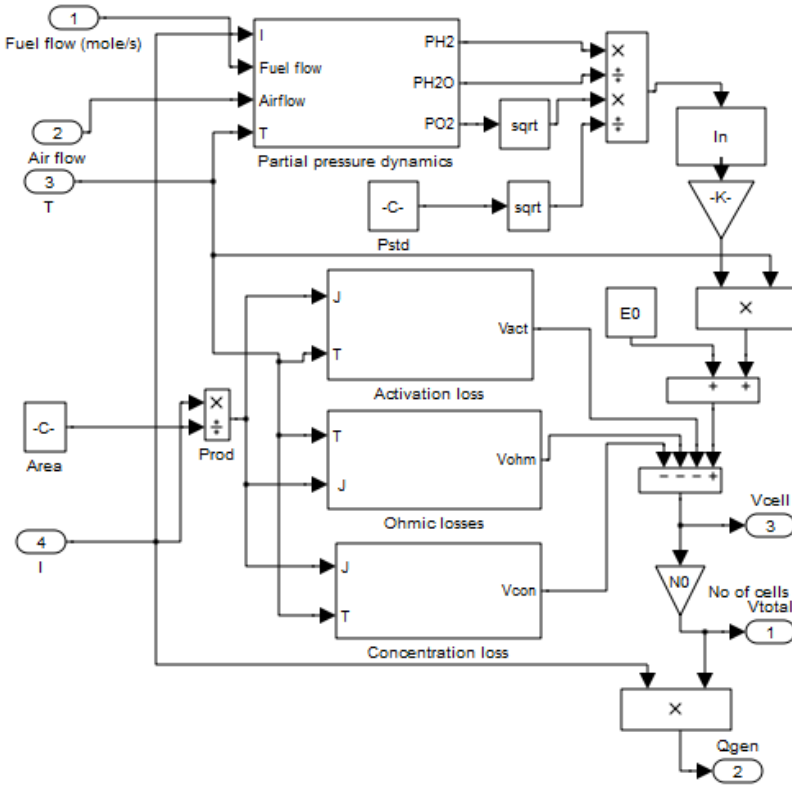 1
Fuel flow (mole/s)
2
Air flow
3
T
I
Fuel flow
Airflow
T
PH2
PH2O
PO2
Partial pressure dynamics
sqrt
×
÷
×
÷
ln
-K-
-C-
Pstd
sqrt
×
E0
+ +
J
T
Vact
Activation loss
-C-
Area
×
÷
Prod
T
J
Vohm
Ohmic losses
− − − +
Vcell
3
4
I
J
T
Vcon
Concentration loss
N0
No of cells
Vtotal
1
×
Qgen
2